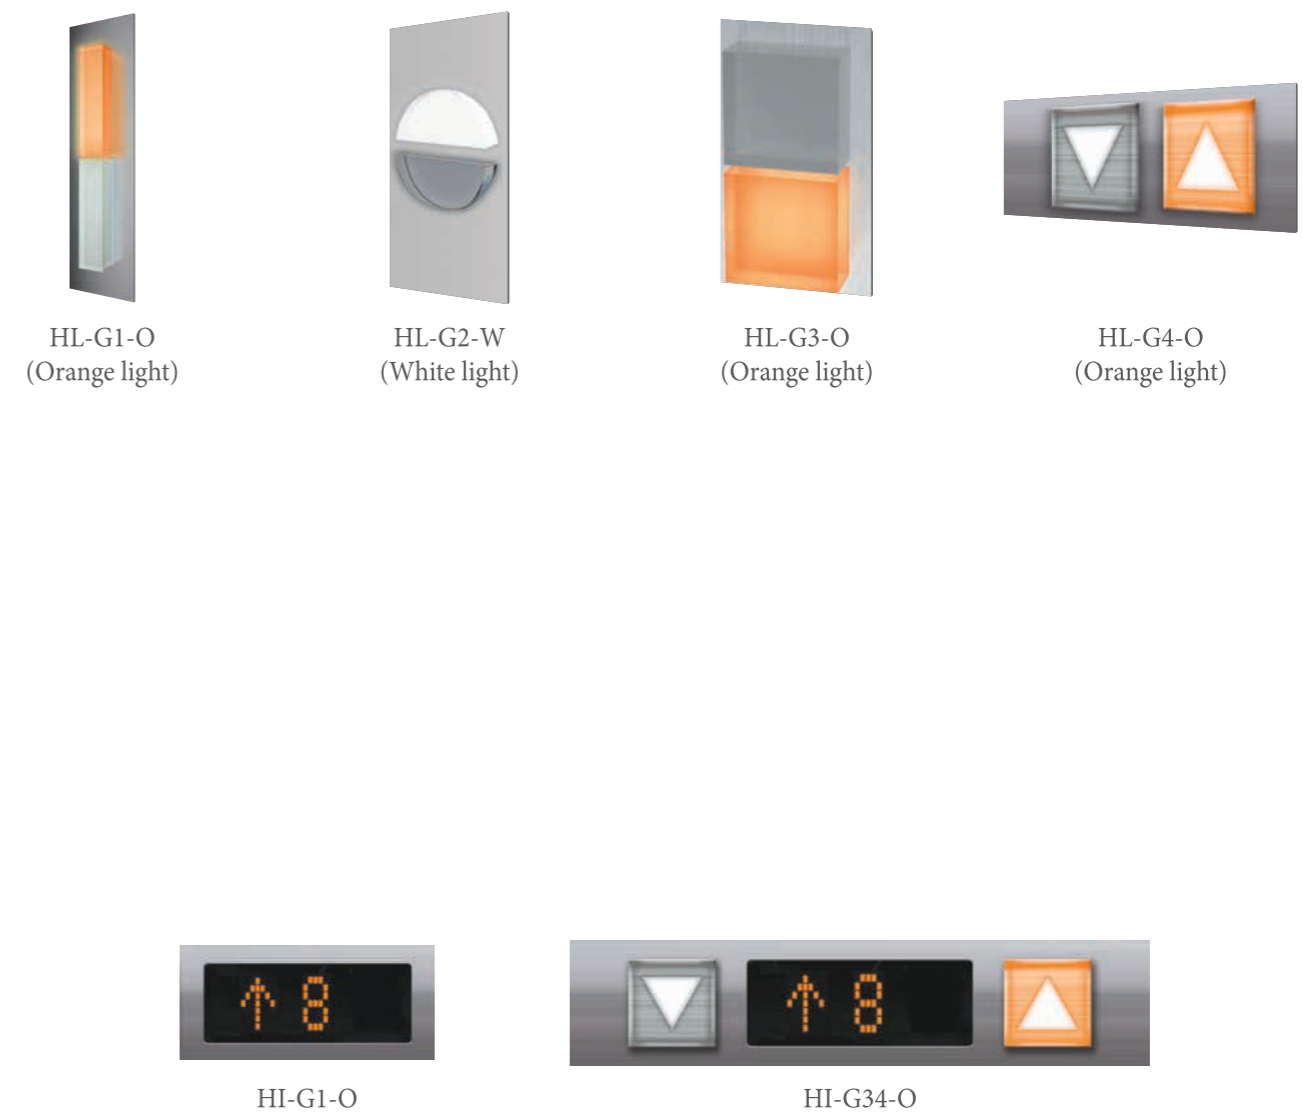 HL-G1-O
(Orange light)
HL-G2-W
(White light)
HL-G3-O
(Orange light)
HL-G4-O
(Orange light)
↑ 8
HI-G1-O
↑ 8
HI-G34-O